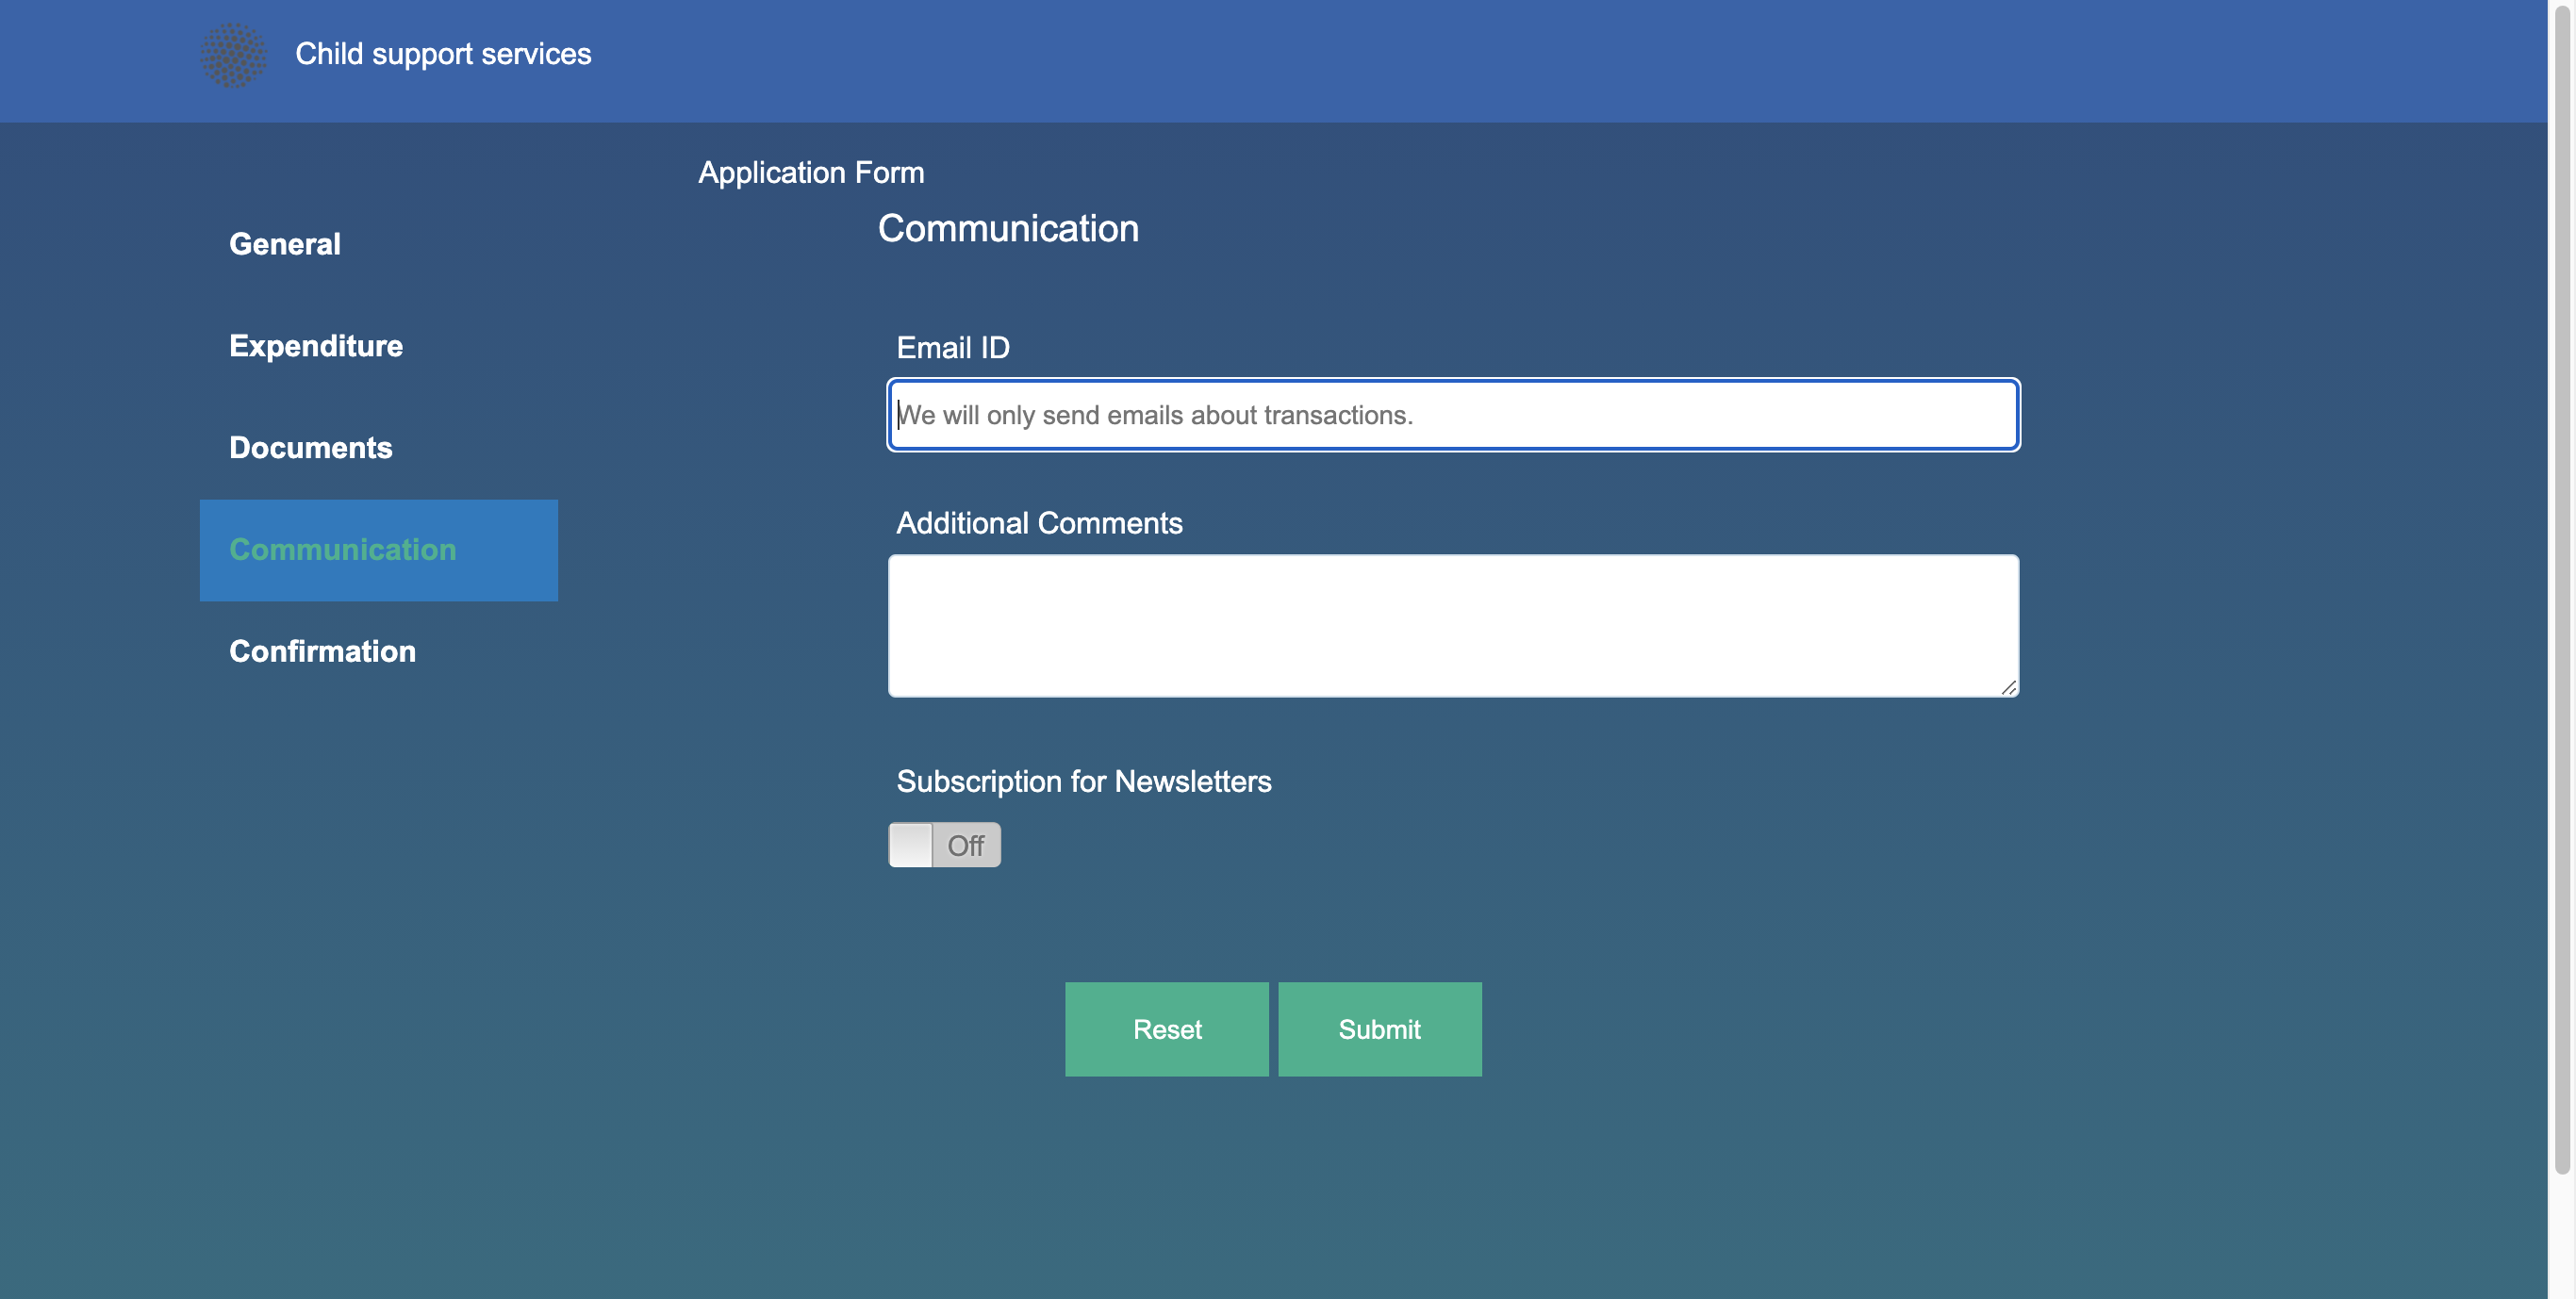 Child support services
Application Form
Communication
General
Expenditure
Documents
Communication
Confirmation
Email ID
We will only send emails about transactions.
Additional Comments
Subscription for Newsletters
Off
Reset
Submit